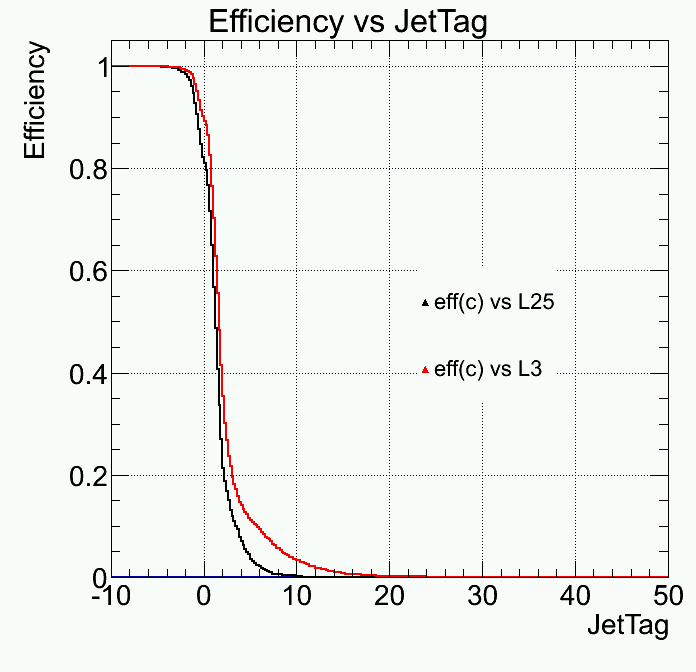 Efficiency vs JetTag
Efficiency
1
0.8
0.6
0.4
0.2
0
eff(c) vs L25
eff(c) vs L3
-10 0 10 20 30 40 50
JetTag